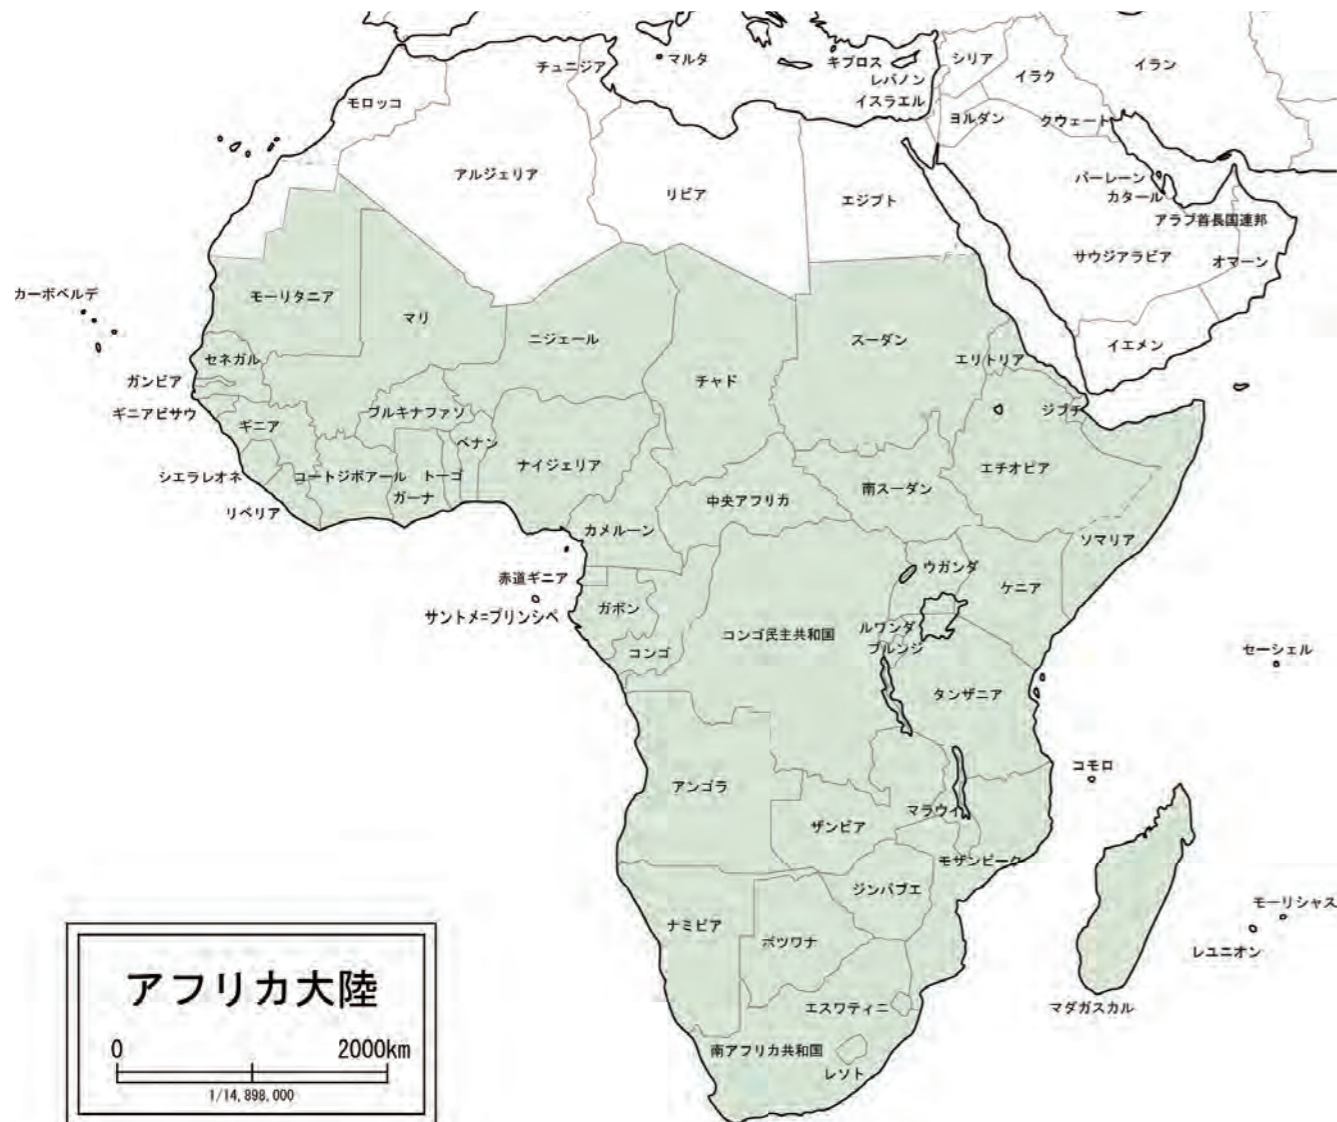 チュニジア
マルタ
キプロス
シリア
イラク
イラン
レバノン
イスラエル
モロッコ
ヨルダン
クウェート
アルジェリア
リビア
エジプト
バーレーン
カタール
アラブ首長国連邦
サウジアラビア
オマーン
カーボベルデ
モーリタニア
マリ
ニジェール
スーダン
イエメン
セネガル
エリトリア
ガンビア
チャド
ギニアビサウ
ブルキナファソ
ジブチ
ギニア
ベナン
ナイジェリア
エチオピア
シエラレオネ
コートジボアール
トーゴ
ガーナ
中央アフリカ
南スーダン
リベリア
カメルーン
ソマリア
赤道ギニア
ウガンダ
ケニア
サントメ=プリンシペ
ガボン
コンゴ
コンゴ民主共和国
ルワンダ
ブルンジ
セーシェル
タンザニア
コモロ
アンゴラ
ザンビア
マラウイ
モザンビーク
ジンバブエ
ナミビア
ボツワナ
モーリシャス
レユニオン
マダガスカル
エスワティニ
南アフリカ共和国
レソト
アフリカ大陸
0 2000km
1/14,898,000